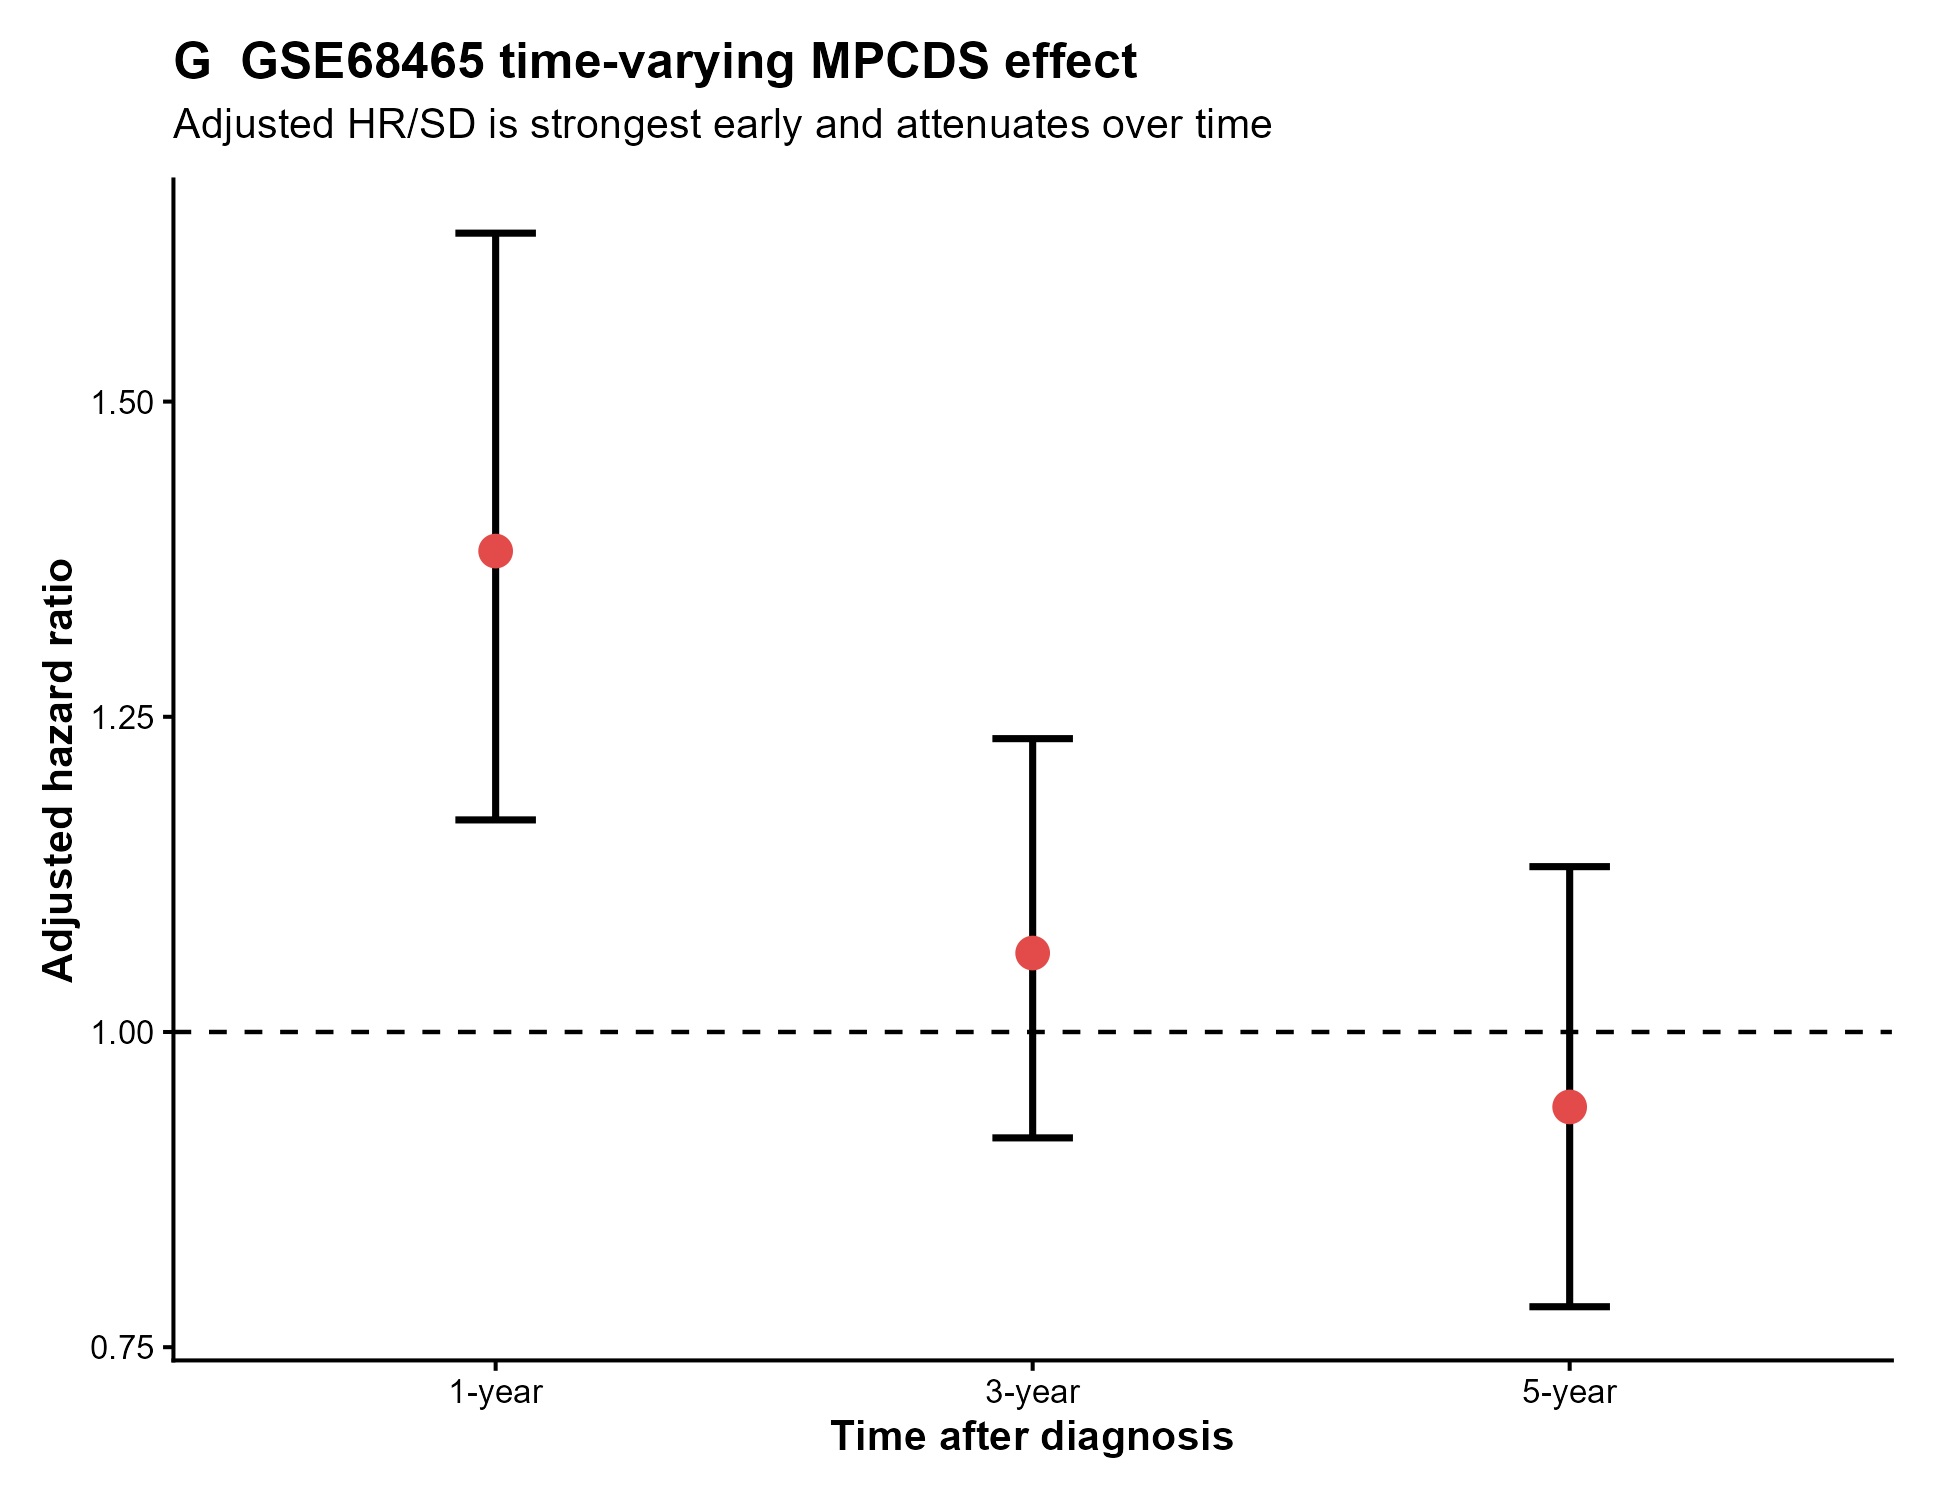 G  GSE68465 time-varying MPCDS effect
Adjusted HR/SD is strongest early and attenuates over time
Adjusted hazard ratio
1.50
1.25
1.00
0.75
1-year
3-year
5-year
Time after diagnosis